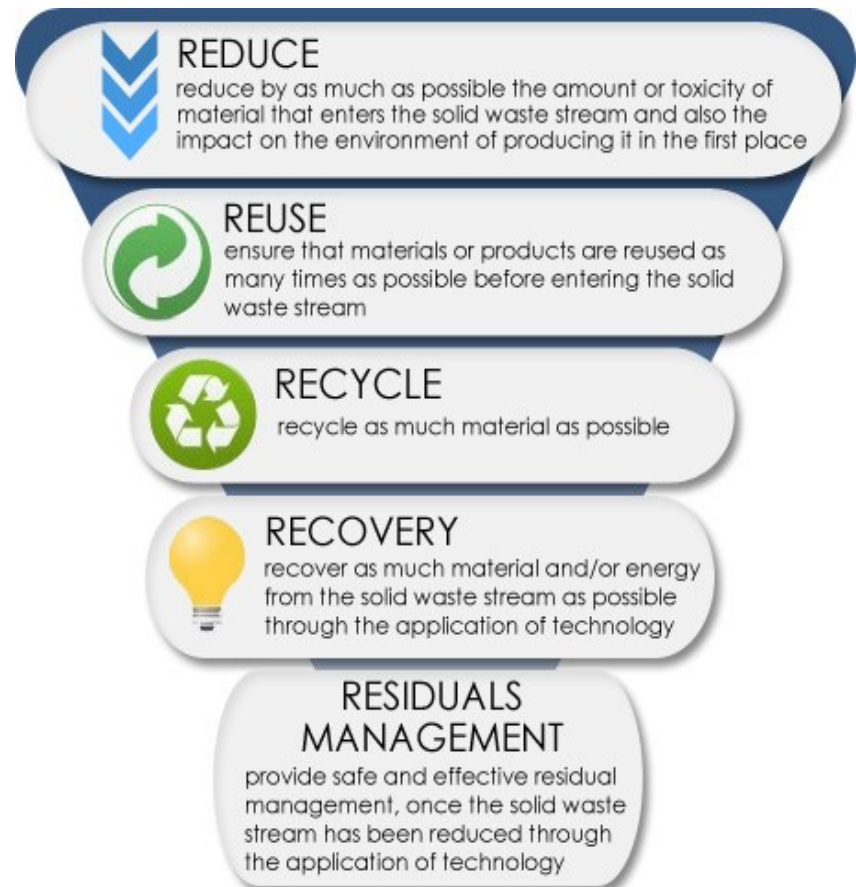 REDUCE
reduce by as much as possible the amount or toxicity of
material that enters the solid waste stream and also the
impact on the environment of producing it in the first place
REUSE
ensure that materials or products are reused as
many times as possible before entering the solid
waste stream
RECYCLE
recycle as much material as possible
RECOVERY
recover as much material and/or energy
from the solid waste stream as possible
through the application of technology
RESIDUALS
MANAGEMENT
provide safe and effective residual
management, once the solid waste
stream has been reduced through
the application of technology